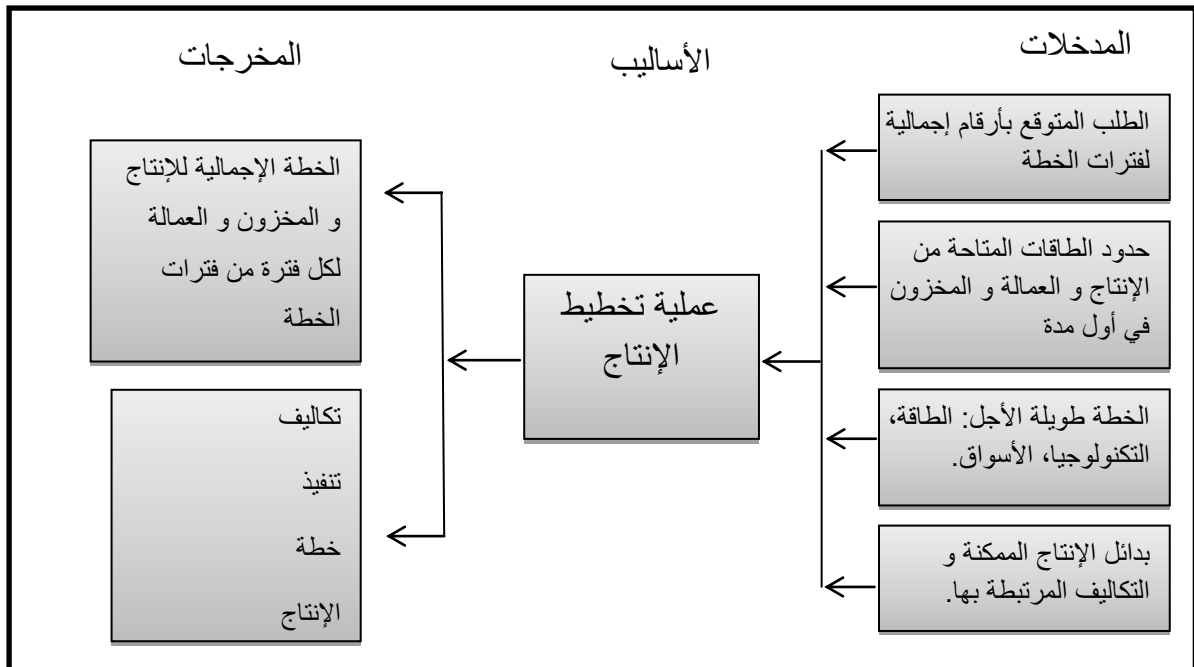 المدخلات
الطلب المتوقع بأرقام إجمالية
لفترات الخطة
حدود الطاقات المتاحة من
الإنتاج و العمالة و المخزون
في أول مدة
الخطة طويلة الأجل: الطاقة،
التكنولوجيا، الأسواق.
بدائل الإنتاج الممكنة و
التكاليف المرتبطة بها.
الأساليب
عملية تخطيط
الإنتاج
المخرجات
الخطة الإجمالية للإنتاج
و المخزون و العمالة
لكل فترة من فترات
الخطة
تكاليف
تنفيذ
خطة
الإنتاج